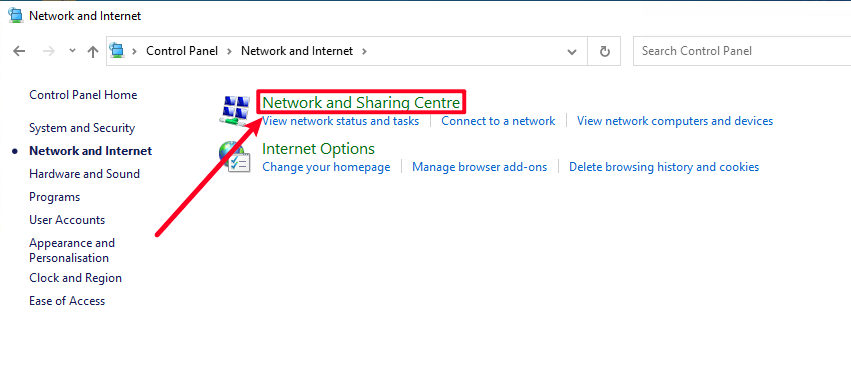 Network and Internet
Control Panel > Network and Internet >
Search Control Panel
Control Panel Home
System and Security
Network and Internet
Hardware and Sound
Programs
User Accounts
Appearance and
Personalisation
Clock and Region
Ease of Access
Network and Sharing Centre
View network status and tasks Connect to a network View network computers and devices
Internet Options
Change your homepage Manage browser add-ons Delete browsing history and cookies